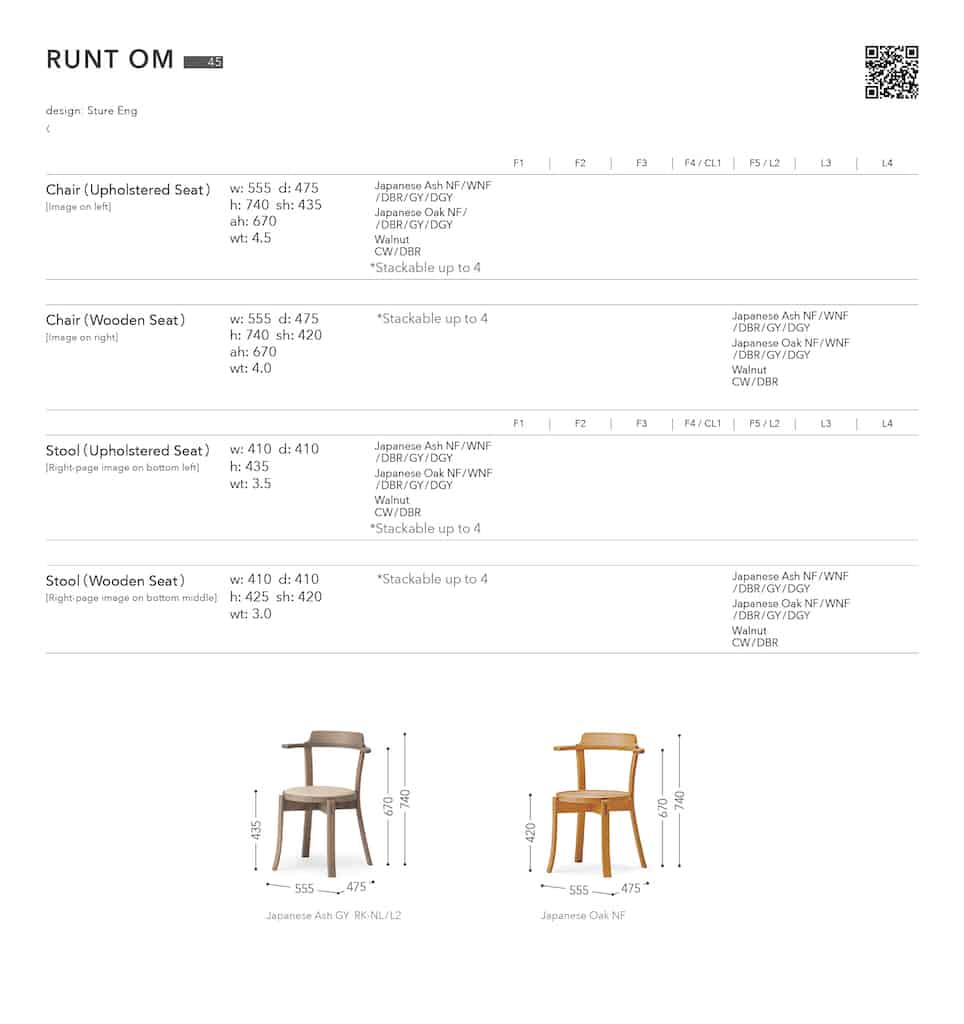 RUNT OM 45
design: Sture Eng
F1 | F2 | F3 | F4 / CL1 | F5 / L2 | L3 | L4
Chair (Upholstered Seat)
[Image on left]
w: 555 d: 475
h: 740 sh: 435
ah: 670
wt: 4.5
Japanese Ash NF/WNF
/DBR/GY/DGY
Japanese Oak NF/
/DBR/GY/DGY
Walnut
CW/DBR
*Stackable up to 4
Chair (Wooden Seat)
[Image on right]
w: 555 d: 475
h: 740 sh: 420
ah: 670
wt: 4.0
*Stackable up to 4
Japanese Ash NF/WNF
/DBR/GY/DGY
Japanese Oak NF/WNF
/DBR/GY/DGY
Walnut
CW/DBR
F1 | F2 | F3 | F4 / CL1 | F5 / L2 | L3 | L4
Stool (Upholstered Seat)
[Right-page image on bottom left]
w: 410 d: 410
h: 435
wt: 3.5
Japanese Ash NF/WNF
/DBR/GY/DGY
Japanese Oak NF/WNF
/DBR/GY/DGY
Walnut
CW/DBR
*Stackable up to 4
Stool (Wooden Seat)
[Right-page image on bottom middle]
w: 410 d: 410
h: 425 sh: 420
wt: 3.0
*Stackable up to 4
Japanese Ash NF/WNF
/DBR/GY/DGY
Japanese Oak NF/WNF
/DBR/GY/DGY
Walnut
CW/DBR
435
670
740
555
475
Japanese Ash GY RK-NL/L2
420
670
740
555
475
Japanese Oak NF